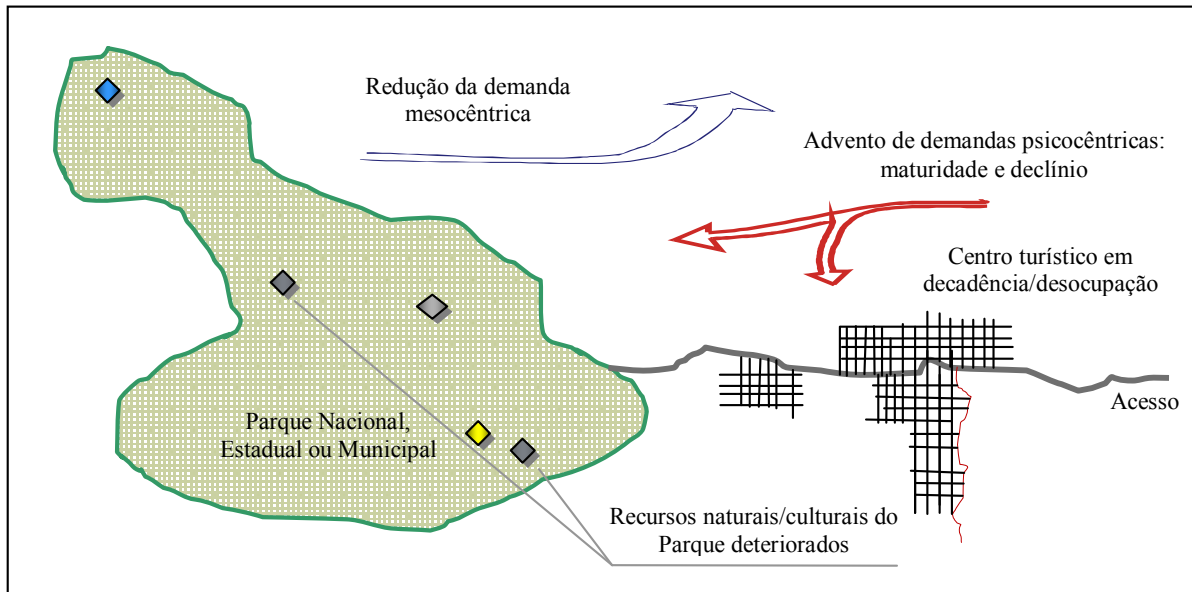 Redução da demanda
mesocêntrica
Advento de demandas psicocêntricas:
maturidade e declínio
Centro turístico em
decadência/desocupação
Acesso
Parque Nacional,
Estadual ou Municipal
Recursos naturais/culturais do
Parque deteriorados